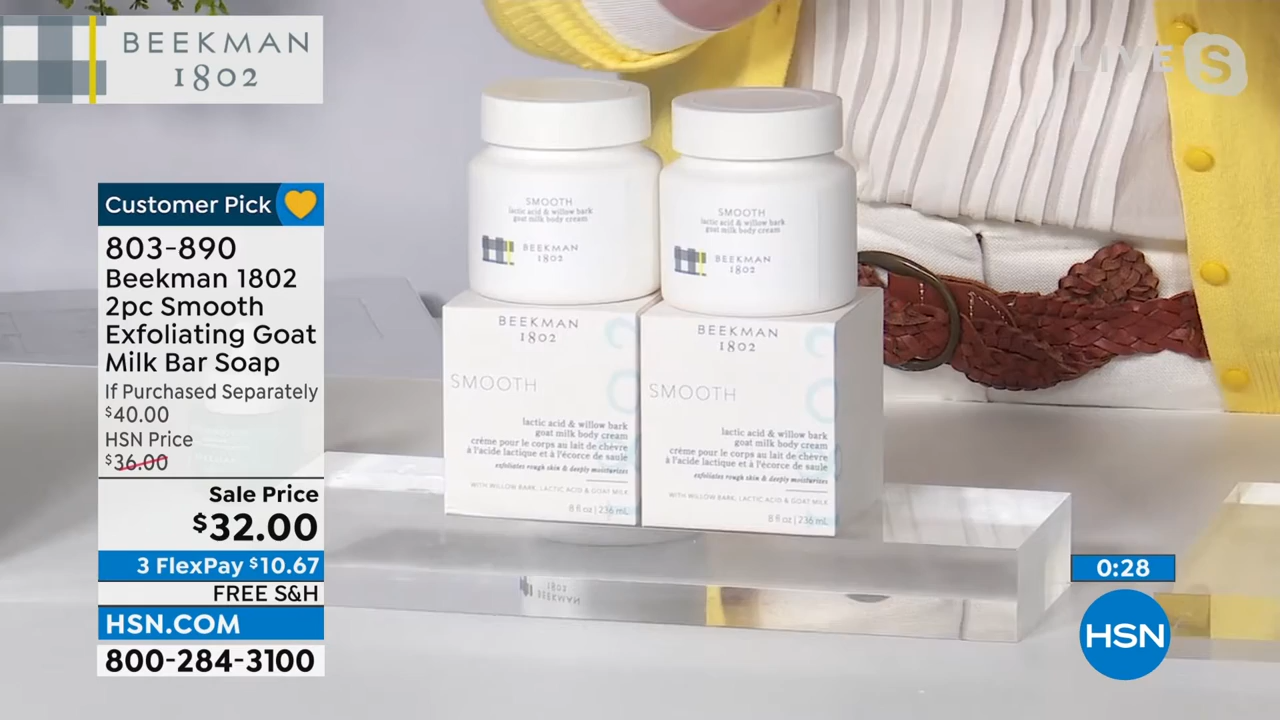 BEEKMAN
1802
LIVE S
Customer Pick
803-890
Beekman 1802
2pc Smooth
Exfoliating Goat
Milk Bar Soap
If Purchased Separately
$40.00
HSN Price
$36.00
Sale Price
$32.00
3 FlexPay $10.67
FREE S&H
HSN.COM
800-284-3100
SMOOTH
lactic acid & willow bark
goat milk body cream
BEEKMAN
1802
SMOOTH
lactic acid & willow bark
goat milk body cream
BEEKMAN
1802
BEEKMAN
1802
SMOOTH
lactic acid & willow bark
goat milk body cream
crème pour le corps au lait de chèvre
à l'acide lactique et à l'écorce de saule
exfoliates rough skin & deeply moisturizes
WITH WILLOW BARK, LACTIC ACID & GOAT MILK
8 fl oz | 236 mL
BEEKMAN
1802
SMOOTH
lactic acid & willow bark
goat milk body cream
crème pour le corps au lait de chèvre
à l'acide lactique et à l'écorce de saule
exfoliates rough skin & deeply moisturizes
WITH WILLOW BARK, LACTIC ACID & GOAT MILK
8 fl oz | 236 mL
0:28
HSN